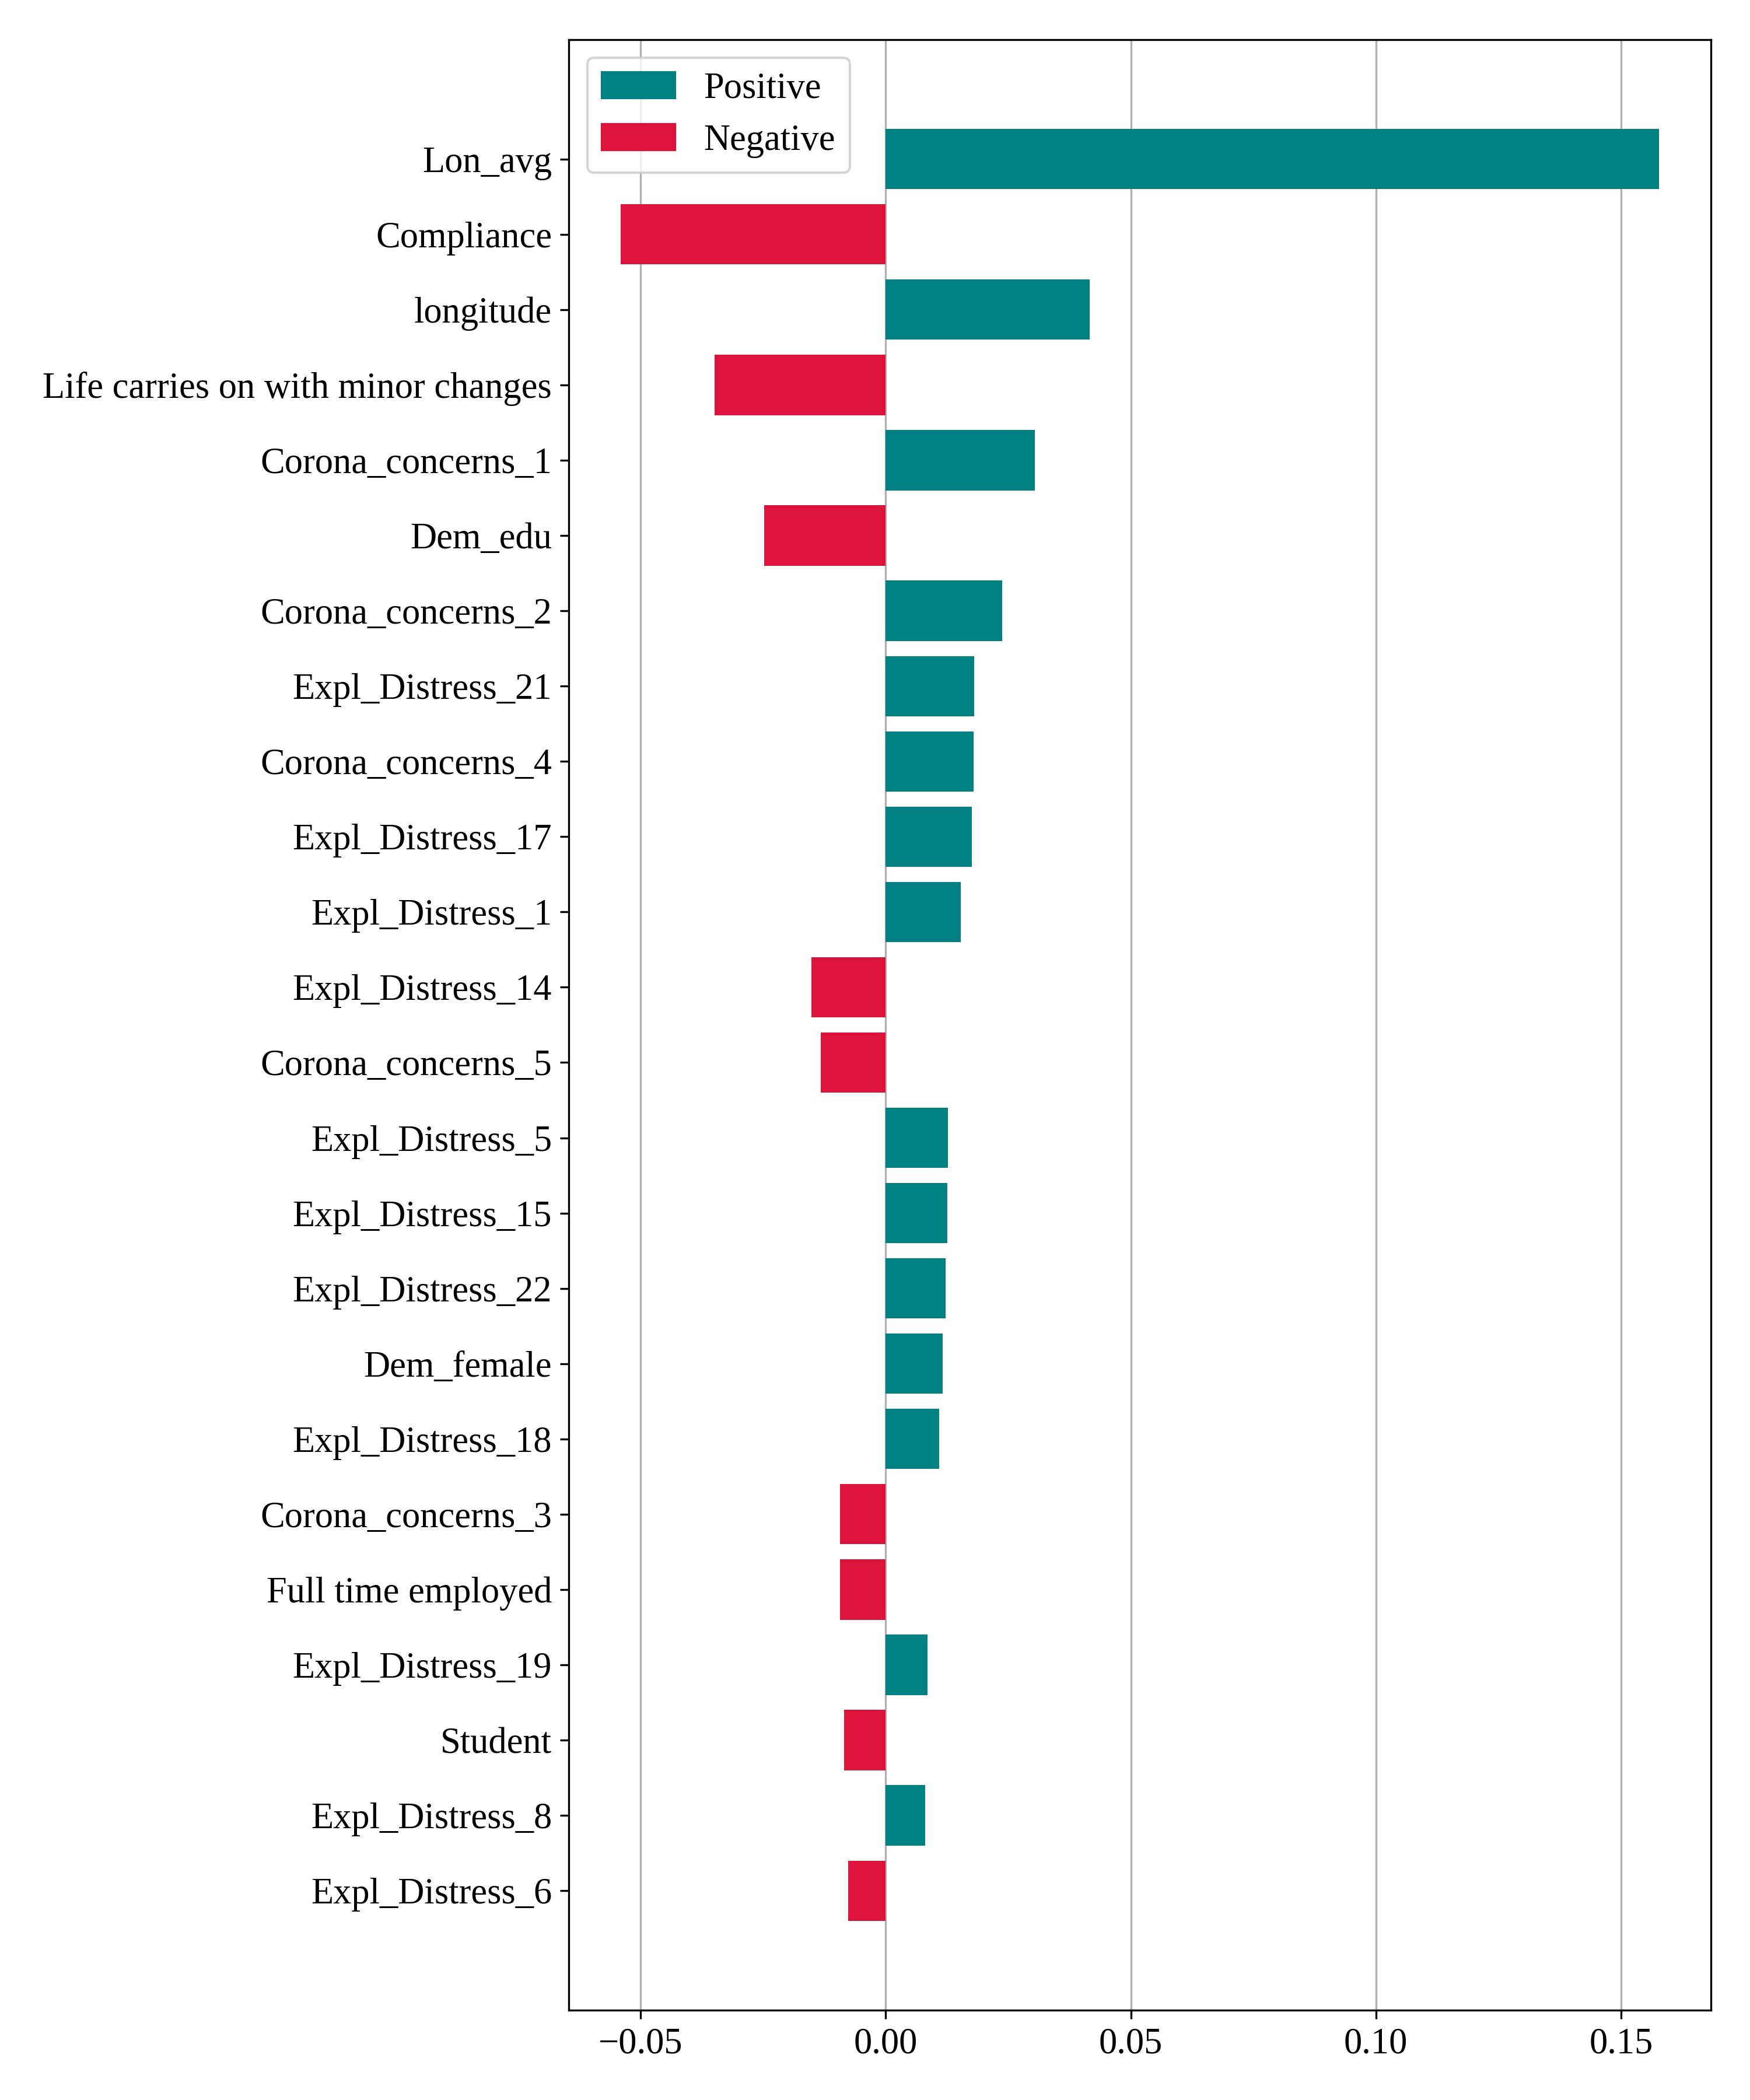 Positive
Negative
Lon_avg
Compliance
longitude
Life carries on with minor changes
Corona_concerns_1
Dem_edu
Corona_concerns_2
Expl_Distress_21
Corona_concerns_4
Expl_Distress_17
Expl_Distress_1
Expl_Distress_14
Corona_concerns_5
Expl_Distress_5
Expl_Distress_15
Expl_Distress_22
Dem_female
Expl_Distress_18
Corona_concerns_3
Full time employed
Expl_Distress_19
Student
Expl_Distress_8
Expl_Distress_6
−0.05 0.00 0.05 0.10 0.15